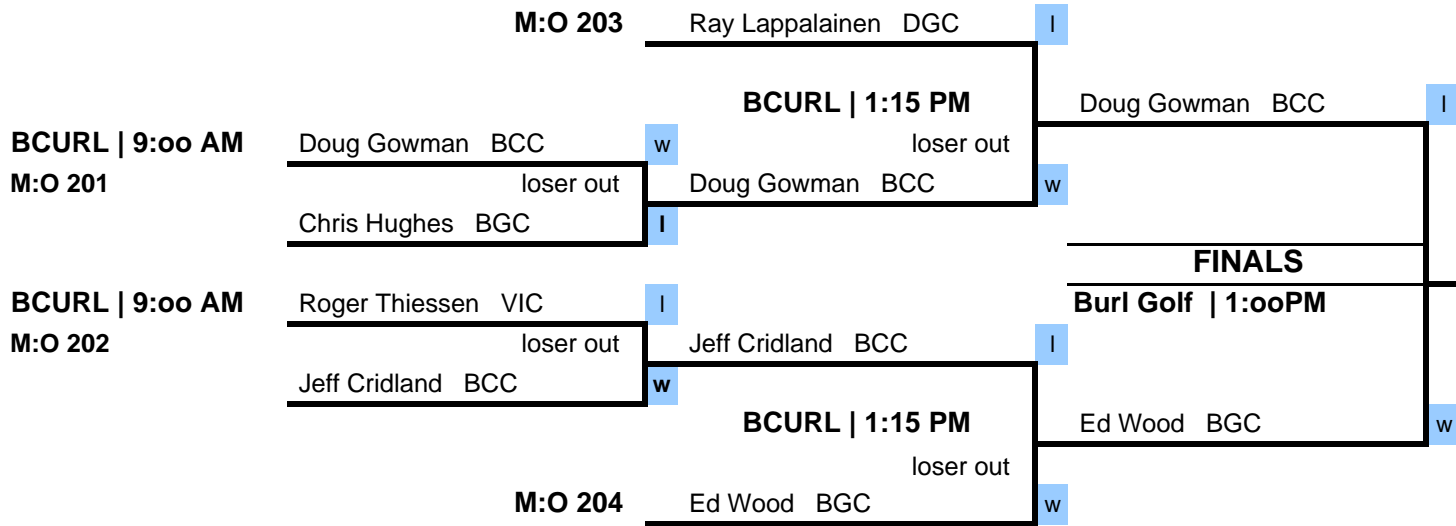 M:O 203 Ray Lappalainen DGC l
BCURL | 1:15 PM Doug Gowman BCC l
BCURL | 9:oo AM Doug Gowman BCC w loser out
M:O 201 loser out Doug Gowman BCC w
Chris Hughes BGC l
FINALS
BCURL | 9:oo AM Roger Thiessen VIC l Burl Golf | 1:ooPM
M:O 202 loser out Jeff Cridland BCC l
Jeff Cridland BCC w
BCURL | 1:15 PM Ed Wood BGC w
loser out
M:O 204 Ed Wood BGC w